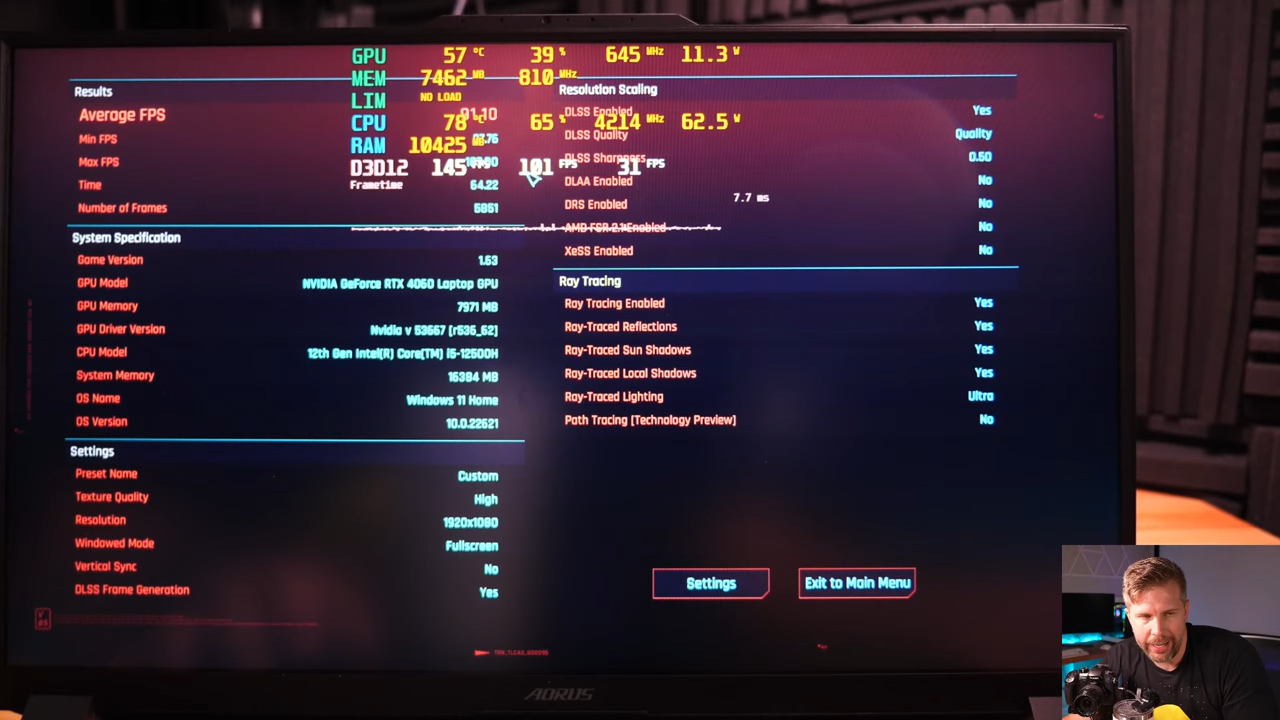 GPU 57 °C 39 % 645 MHz 11.3 W
MEM 7462 MB 810 MHz
LIM NO LOAD
CPU 78 °C 65 % 4214 MHz 62.5 W
RAM 10425 MB
D3D12 145 FPS 101 FPS 31 FPS
Frametime 7.7 ms
Results
Average FPS 91.10
Min FPS
Max FPS
Time 64.22
Number of Frames 5851
System Specification
Game Version 1.63
GPU Model NVIDIA GeForce RTX 4060 Laptop GPU
GPU Memory 7971 MB
GPU Driver Version Nvidia v 53667 [r536_62]
CPU Model 12th Gen Intel(R) Core(TM) i5-12500H
System Memory 16384 MB
OS Name Windows 11 Home
OS Version 10.0.22621
Settings
Preset Name Custom
Texture Quality High
Resolution 1920x1080
Windowed Mode Fullscreen
Vertical Sync No
DLSS Frame Generation Yes
Resolution Scaling
DLSS Enabled Yes
DLSS Quality Quality
DLSS Sharpness 0.50
DLAA Enabled No
DRS Enabled No
AMD FSR 2.1 Enabled No
XeSS Enabled No
Ray Tracing
Ray Tracing Enabled Yes
Ray-Traced Reflections Yes
Ray-Traced Sun Shadows Yes
Ray-Traced Local Shadows Yes
Ray-Traced Lighting Ultra
Path Tracing [Technology Preview] No
Settings
Exit to Main Menu
AORUS